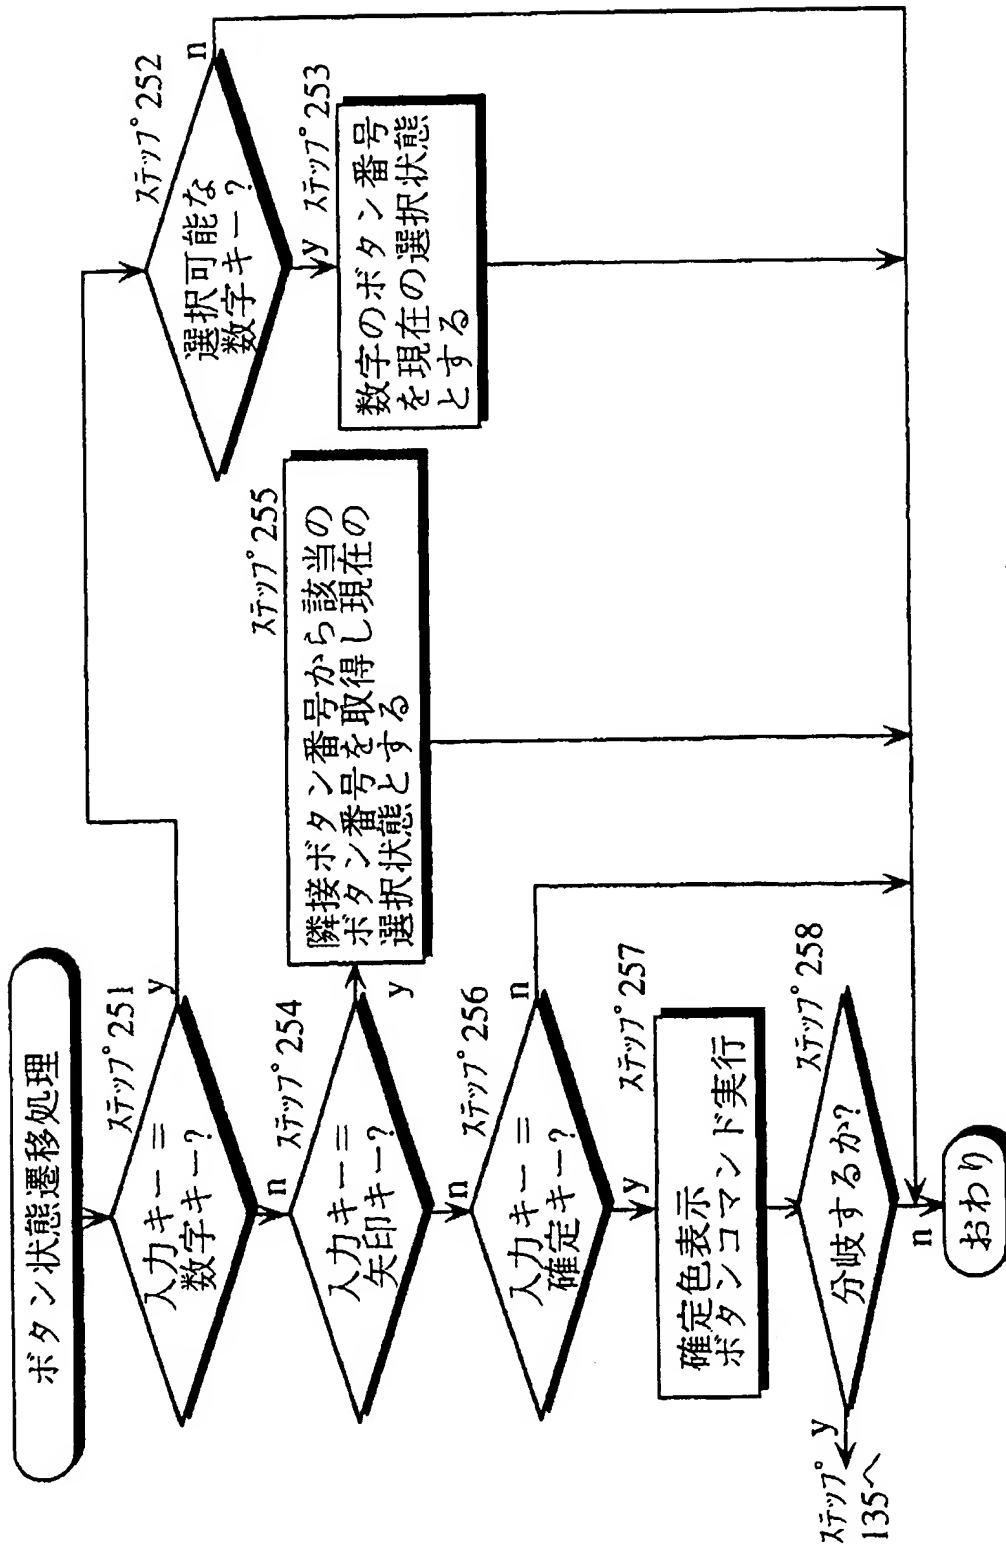 ボタン状態遷移処理
ステップ251
入力キー＝
数字キー？
y
n
ステップ252
選択可能な
数字キー？
n
y
ステップ253
数字のボタン番号
を現在の選択状態
とする
ステップ254
入力キー＝
矢印キー？
y
n
ステップ255
隣接ボタン番号から該当の
ボタン番号を取得し現在の
選択状態とする
ステップ256
入力キー＝
確定キー？
n
y
ステップ257
確定色表示
ボタンコマンド実行
ステップ258
分岐するか？
y
ステップ
135へ
n
おわり